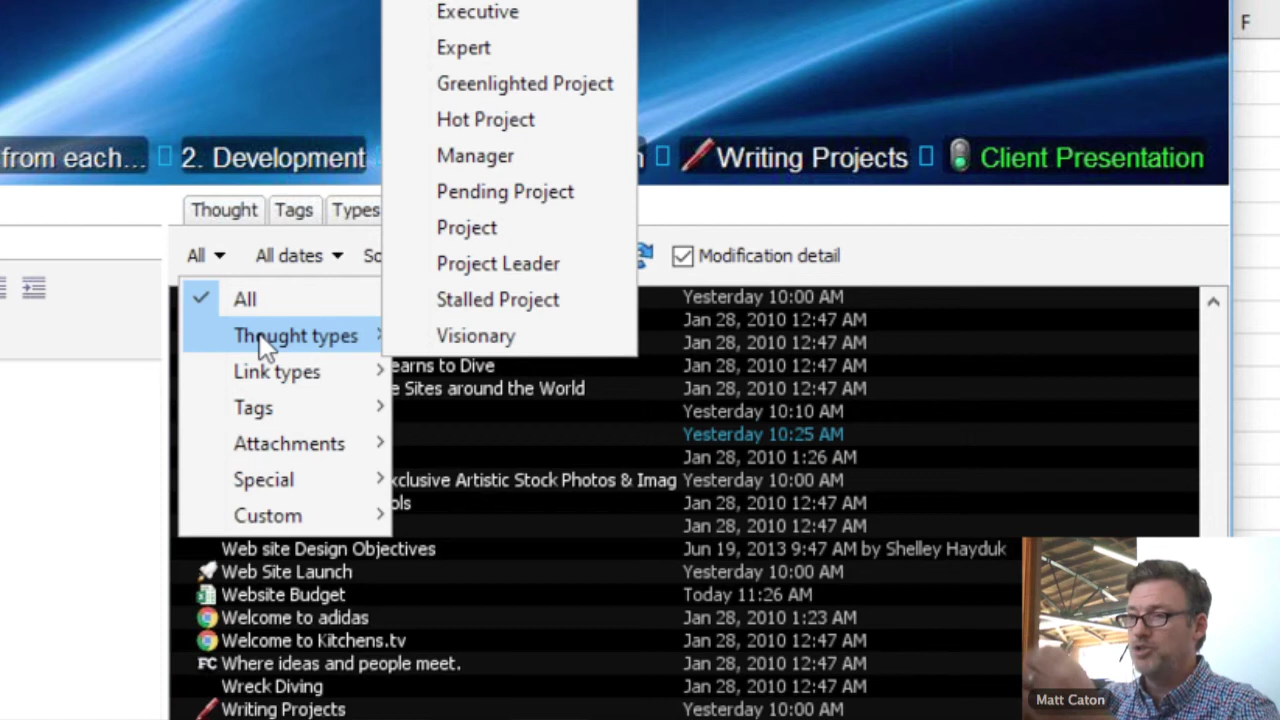 Executive
Expert
Greenlighted Project
Hot Project
Manager
Pending Project
Project
Project Leader
Stalled Project
Visionary
F
from each... 2. Development Writing Projects Client Presentation
Thought Tags Types
All All dates Modification detail
All
Thought types
Link types
Tags
Attachments
Special
Custom
Yesterday 10:00 AM
Jan 28, 2010 12:47 AM
Jan 28, 2010 12:47 AM
to Dive Jan 28, 2010 12:47 AM
Sites around the World Jan 28, 2010 12:47 AM
Yesterday 10:10 AM
Yesterday 10:25 AM
Jan 28, 2010 1:26 AM
Artistic Stock Photos & Imag Yesterday 10:00 AM
Jan 28, 2010 12:47 AM
Jan 28, 2010 12:47 AM
Web site Design Objectives Jun 19, 2013 9:47 AM by Shelley Hayduk
Web Site Launch Yesterday 10:00 AM
Website Budget Today 11:26 AM
Welcome to adidas Jan 28, 2010 1:23 AM
Welcome to Kitchens.tv Jan 28, 2010 12:47 AM
FC Where ideas and people meet. Jan 28, 2010 12:47 AM
Wreck Diving Jan 28, 2010 12:47 AM
Writing Projects Yesterday 10:00 AM
Matt Caton